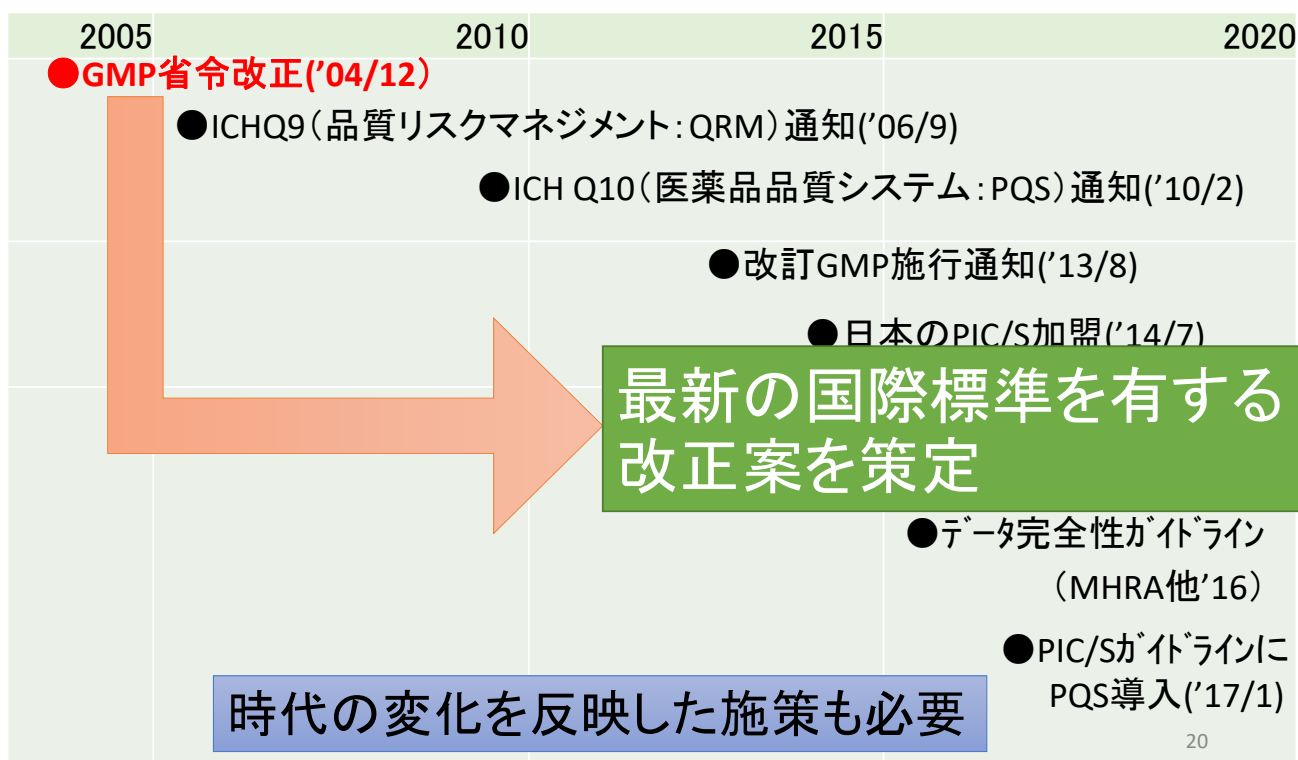 2005 2010 2015 2020
●GMP省令改正('04/12)
●ICHQ9(品質リスクマネジメント:QRM)通知('06/9)
●ICH Q10(医薬品品質システム:PQS)通知('10/2)
●改訂GMP施行通知('13/8)
●日本のPIC/S加盟('14/7)
最新の国際標準を有する
改正案を策定
●データ完全性ガイドライン
(MHRA他'16)
●PIC/Sガイドラインに
PQS導入('17/1)
時代の変化を反映した施策も必要
20